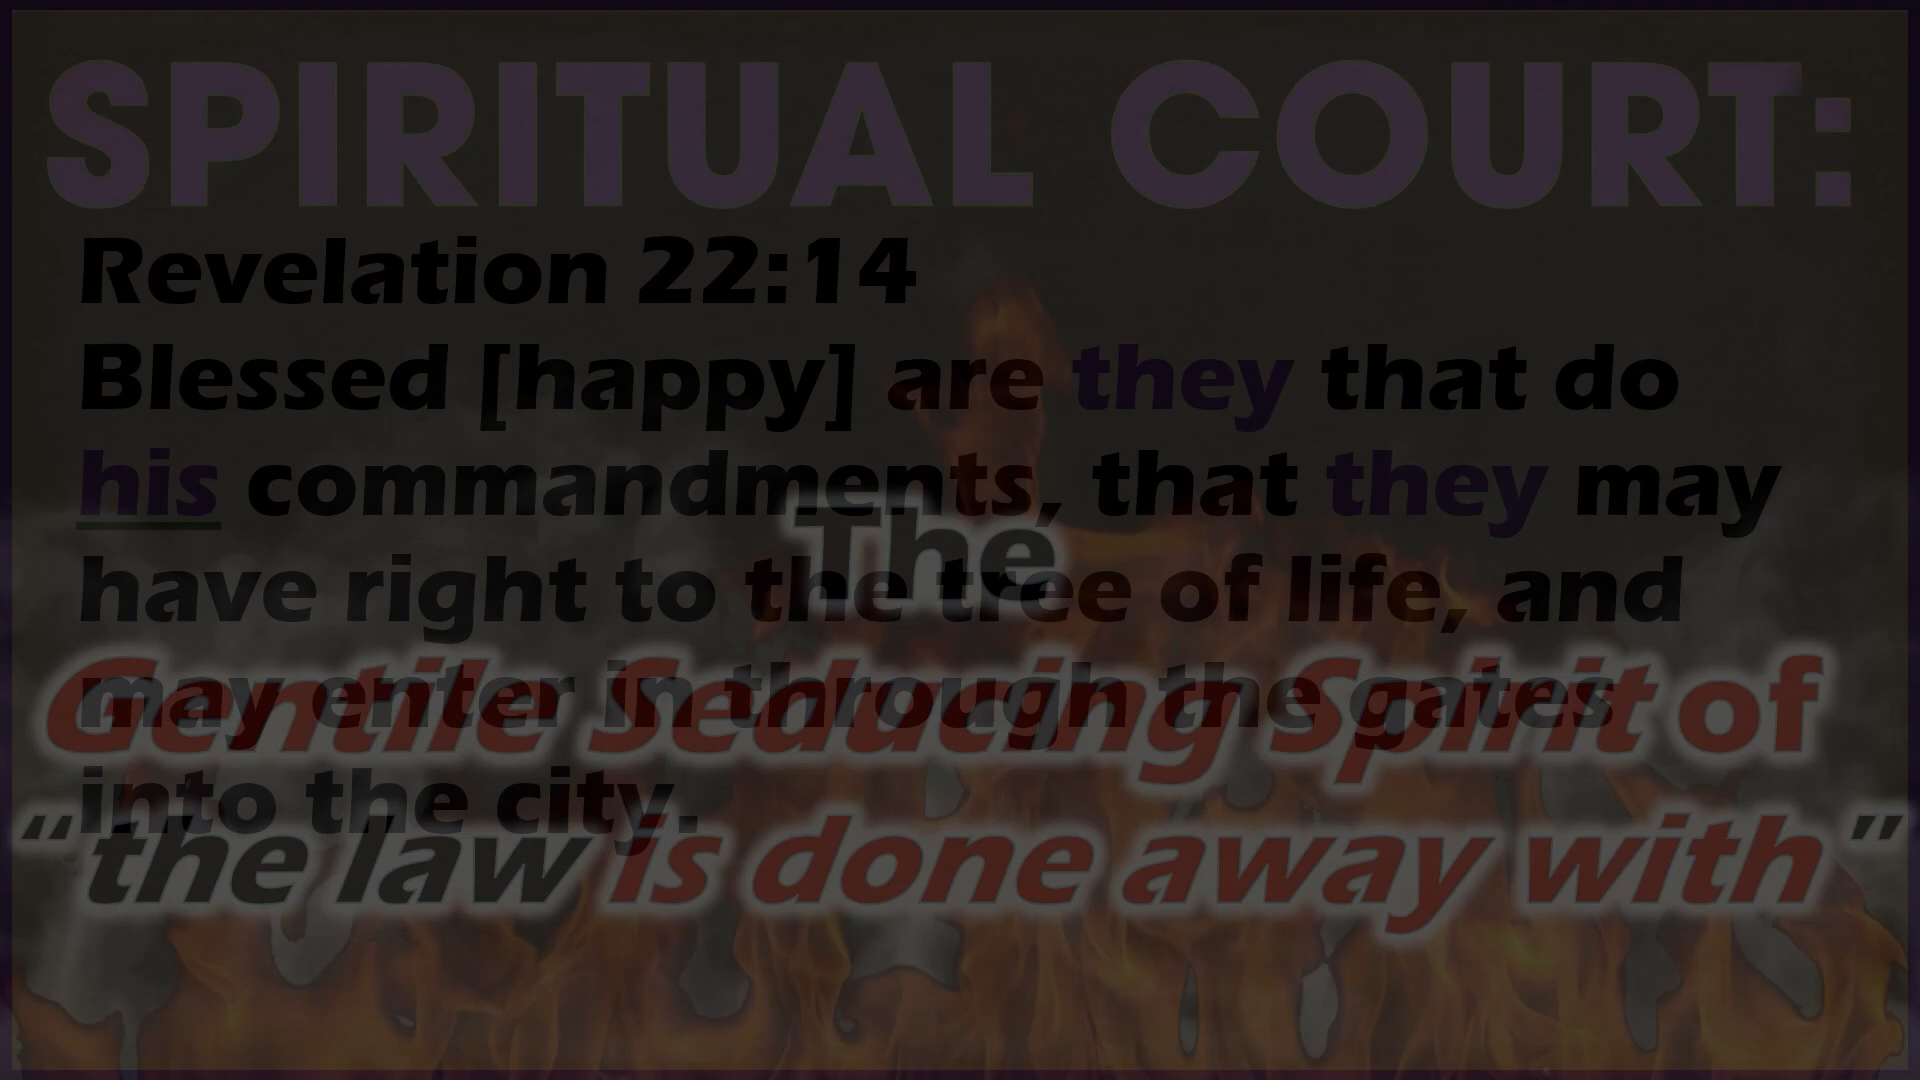 SPIRITUAL COURT:
Revelation 22:14
Blessed [happy] are they that do
his commandments, that they may
have right to the tree of life, and
may enter in through the gates
into the city.
The
Gentile Seducing Spirit of
“the law is done away with”